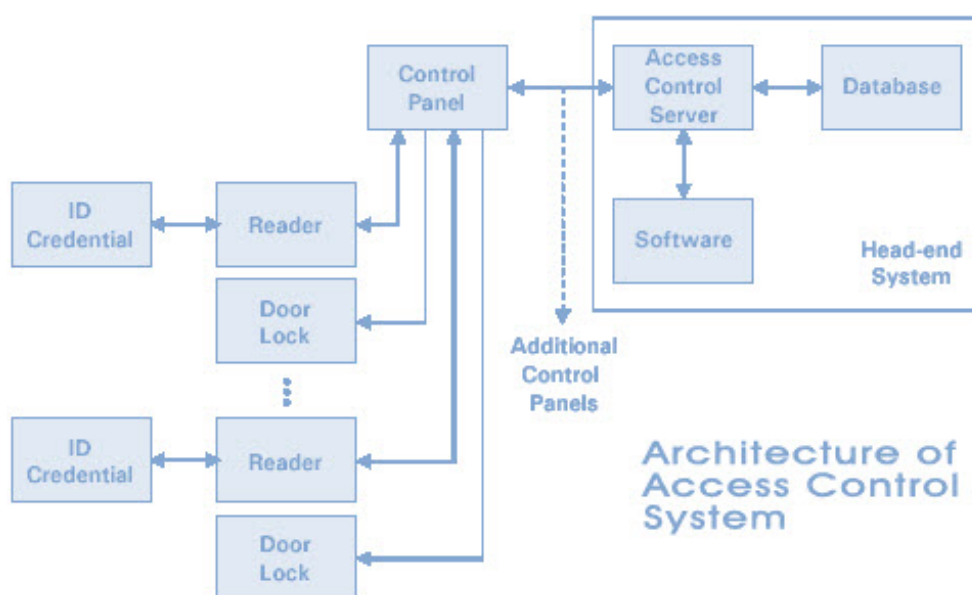 Control
Panel
Access
Control
Server
Database
ID
Credential
Reader
Software
Head-end
System
Door
Lock
Additional
Control
Panels
ID
Credential
Reader
Architecture of
Access Control
System
Door
Lock